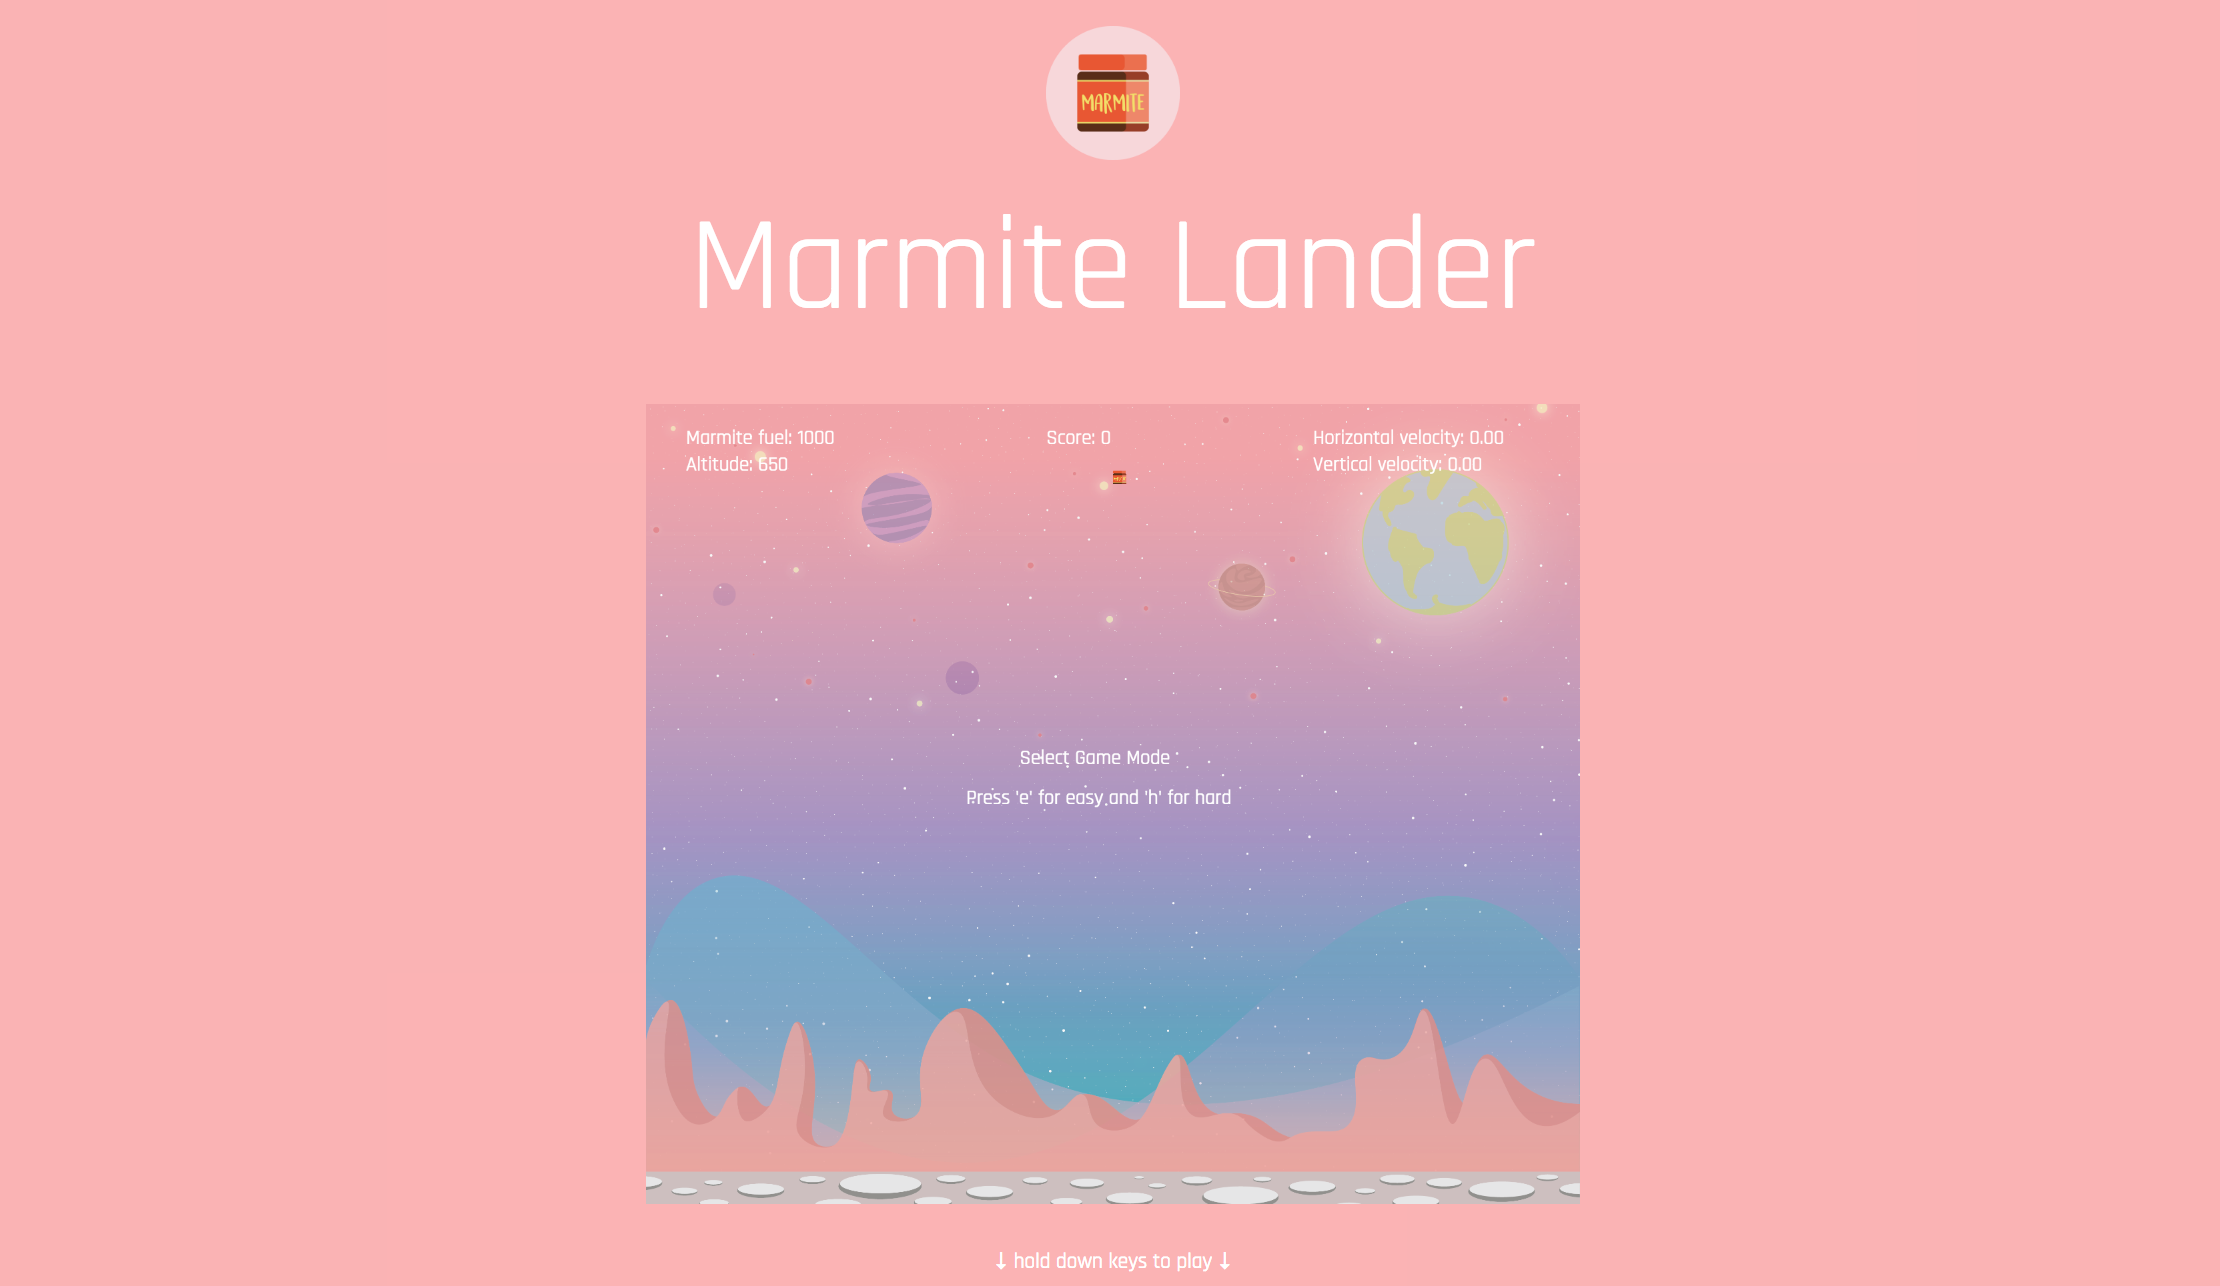 MARMITE
Marmite Lander
Marmite fuel: 1000
Score: 0
Horizontal velocity: 0.00
Altitude: 650
Vertical velocity: 0.00
Select Game Mode
Press 'e' for easy and 'h' for hard
↓ hold down keys to play ↓